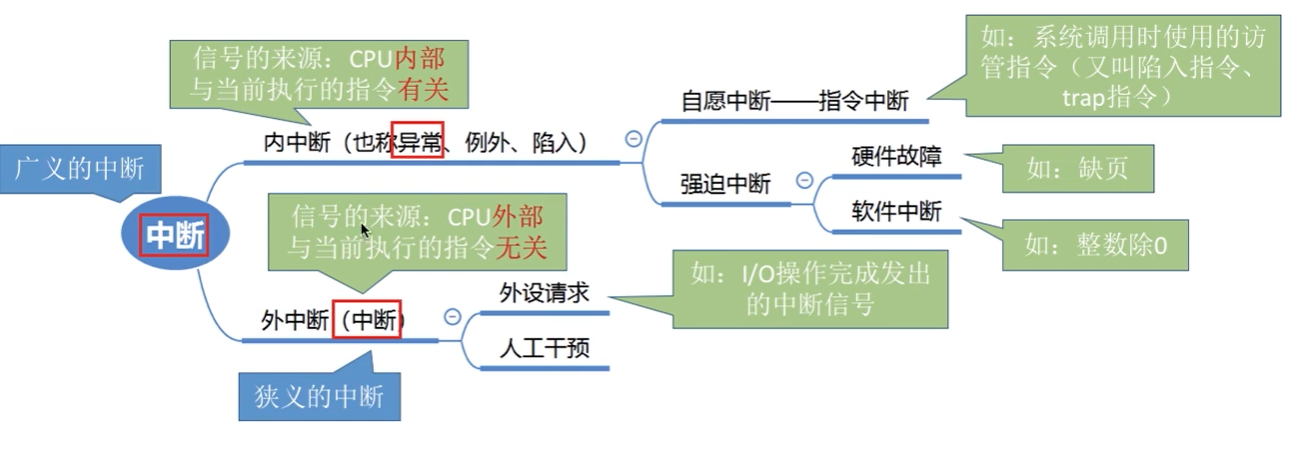 如：系统调用时使用的访
管指令（又叫陷入指令、
trap指令）
信号的来源：CPU内部
与当前执行的指令有关
自愿中断——指令中断
内中断（也称异常、例外、陷入）
硬件故障
如：缺页
广义的中断
强迫中断
软件中断
如：整数除0
信号的来源：CPU外部
与当前执行的指令无关
中断
如：I/O操作完成发出
的中断信号
外设请求
外中断（中断）
人工干预
狭义的中断